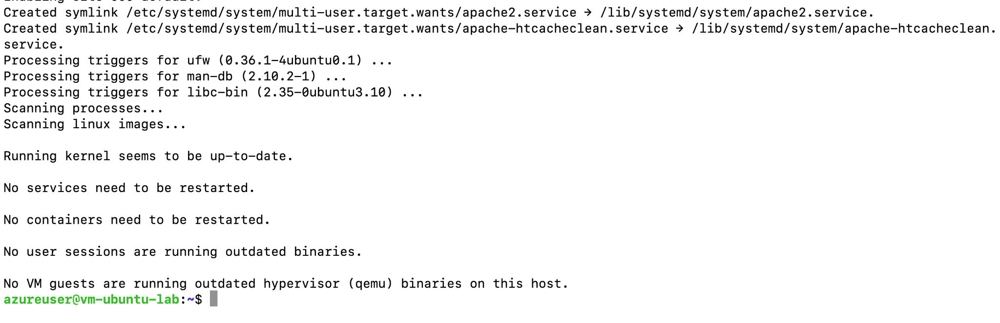 Created symlink /etc/systemd/system/multi-user.target.wants/apache2.service → /lib/systemd/system/apache2.service.
Created symlink /etc/systemd/system/multi-user.target.wants/apache-htcacheclean.service → /lib/systemd/system/apache-htcacheclean.
service.
Processing triggers for ufw (0.36.1-4ubuntu0.1) ...
Processing triggers for man-db (2.10.2-1) ...
Processing triggers for libc-bin (2.35-0ubuntu3.10) ...
Scanning processes...
Scanning linux images...
Running kernel seems to be up-to-date.
No services need to be restarted.
No containers need to be restarted.
No user sessions are running outdated binaries.
No VM guests are running outdated hypervisor (qemu) binaries on this host.
azureuser@vm-ubuntu-lab:~$